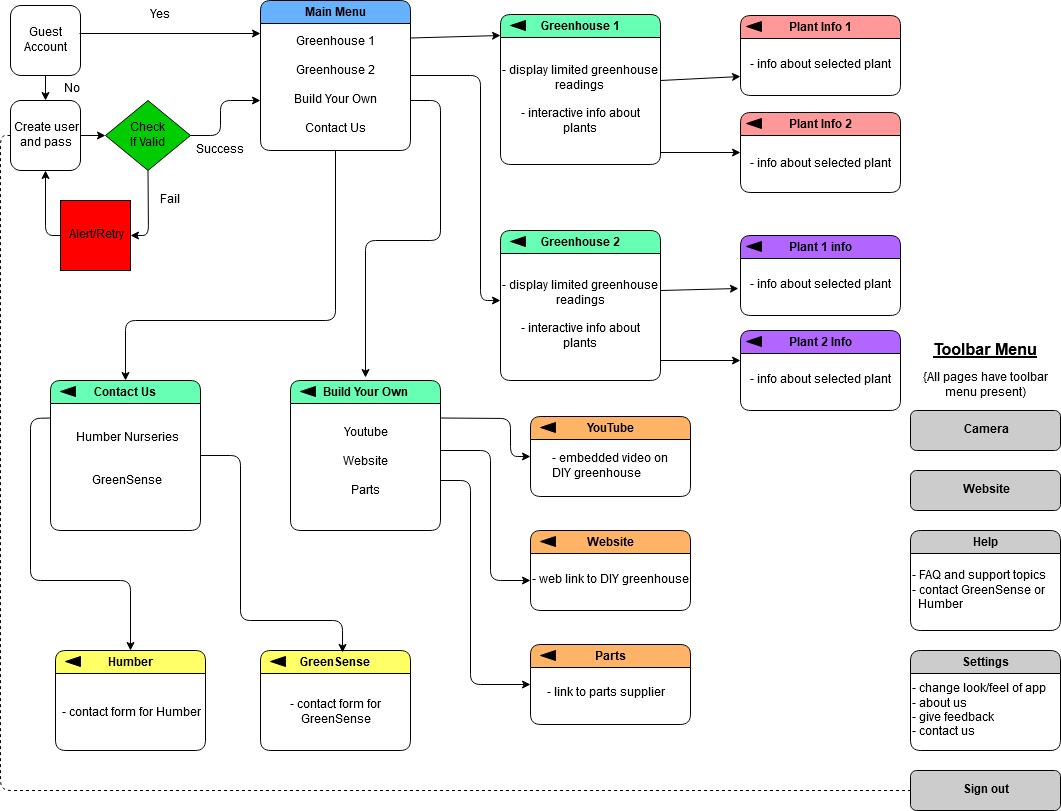 Guest
Account
Yes
No
Create user
and pass
Check
If Valid
Success
Fail
Alert/Retry
Main Menu
Greenhouse 1
Greenhouse 2
Build Your Own
Contact Us
Greenhouse 1
- display limited greenhouse
readings
- interactive info about
plants
Plant Info 1
- info about selected plant
Plant Info 2
- info about selected plant
Greenhouse 2
- display limited greenhouse
readings
- interactive info about
plants
Plant 1 info
- info about selected plant
Plant 2 Info
- info about selected plant
Contact Us
Humber Nurseries
GreenSense
Build Your Own
Youtube
Website
Parts
YouTube
- embedded video on
DIY greenhouse
Website
- web link to DIY greenhouse
Parts
- link to parts supplier
Humber
- contact form for Humber
GreenSense
- contact form for
GreenSense
Toolbar Menu
{All pages have toolbar
menu present)
Camera
Website
Help
- FAQ and support topics
- contact GreenSense or
Humber
Settings
- change look/feel of app
- about us
- give feedback
- contact us
Sign out